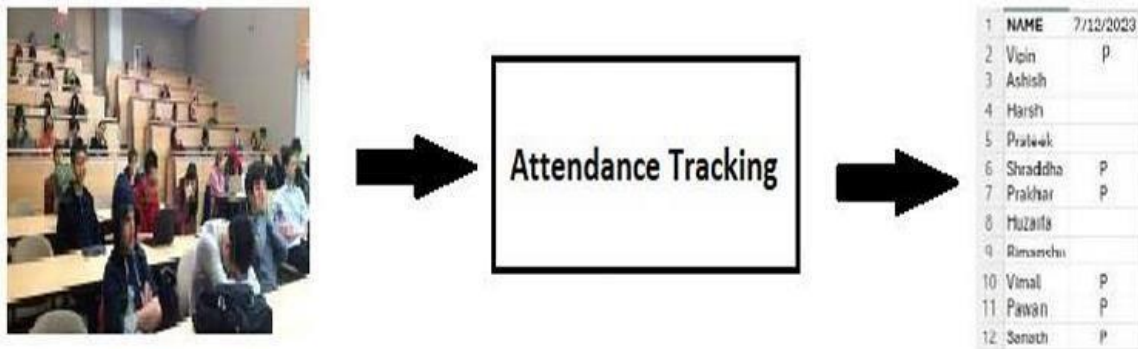 Attendance Tracking
1 NAME 7/12/2023
2 Vipin P
3 Ashish
4 Harsh
5 Prateek
6 Shraddha P
7 Prakhar P
8 Huzaifa
9 Rimanshu
10 Vimal P
11 Pawan P
12 Sanath P